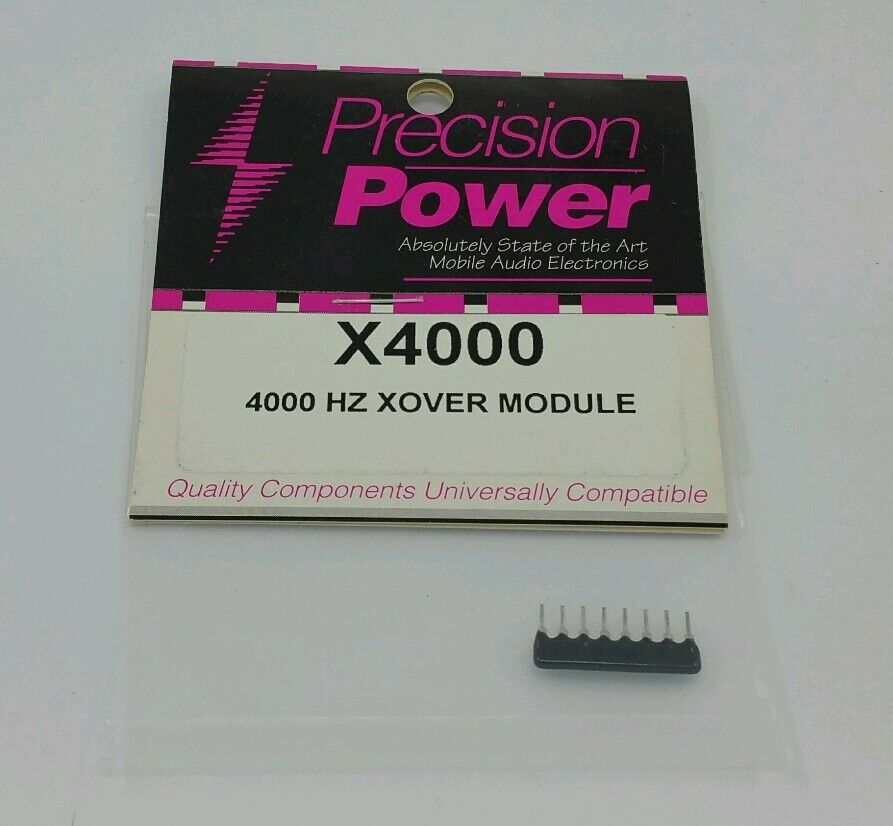 Precision
Power
Absolutely State of the Art
Mobile Audio Electronics
X4000
4000 HZ XOVER MODULE
Quality Components Universally Compatible